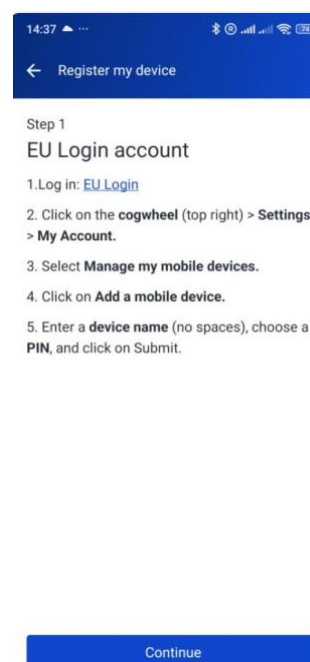 14:37
Register my device
Step 1
EU Login account
1.Log in: EU Login
2. Click on the cogwheel (top right) > Settings
> My Account.
3. Select Manage my mobile devices.
4. Click on Add a mobile device.
5. Enter a device name (no spaces), choose a
PIN, and click on Submit.
Continue